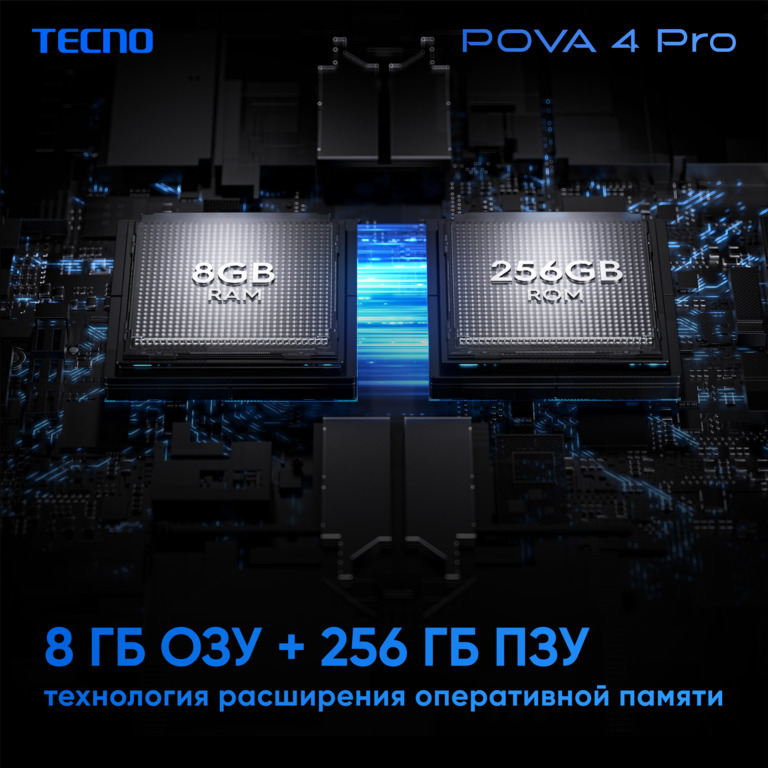 TECNO
POVA 4 Pro
8GB
RAM
256GB
ROM
8 ГБ ОЗУ + 256 ГБ ПЗУ
технология расширения оперативной памяти